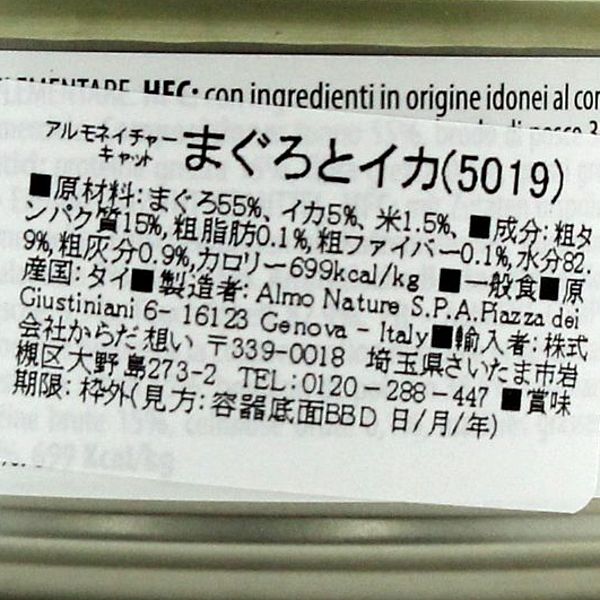 LEMENTARE HFC: con ingredienti in origine idonei al con
アルモネイチャー
キャット
まぐろとイカ(5019)
■原材料: まぐろ55%、イカ5%、米1.5%、■成分: 粗タ
ンパク質15%,粗脂肪0.1%,粗ファイバー0.1%,水分82.
9%,粗灰分0.9%,カロリー699kcal/kg ■一般食■原
産国: タイ■製造者: Almo Nature S.P.A.Piazza dei
Giustiniani 6- 16123 Genova - Italy■輸入者: 株式
会社からだ想い 〒339-0018 埼玉県さいたま市岩
槻区大野島273-2 TEL:0120-288-447 ■賞味
期限: 枠外(見方: 容器底面BBD 日/月/年)
699 Kcal/kg